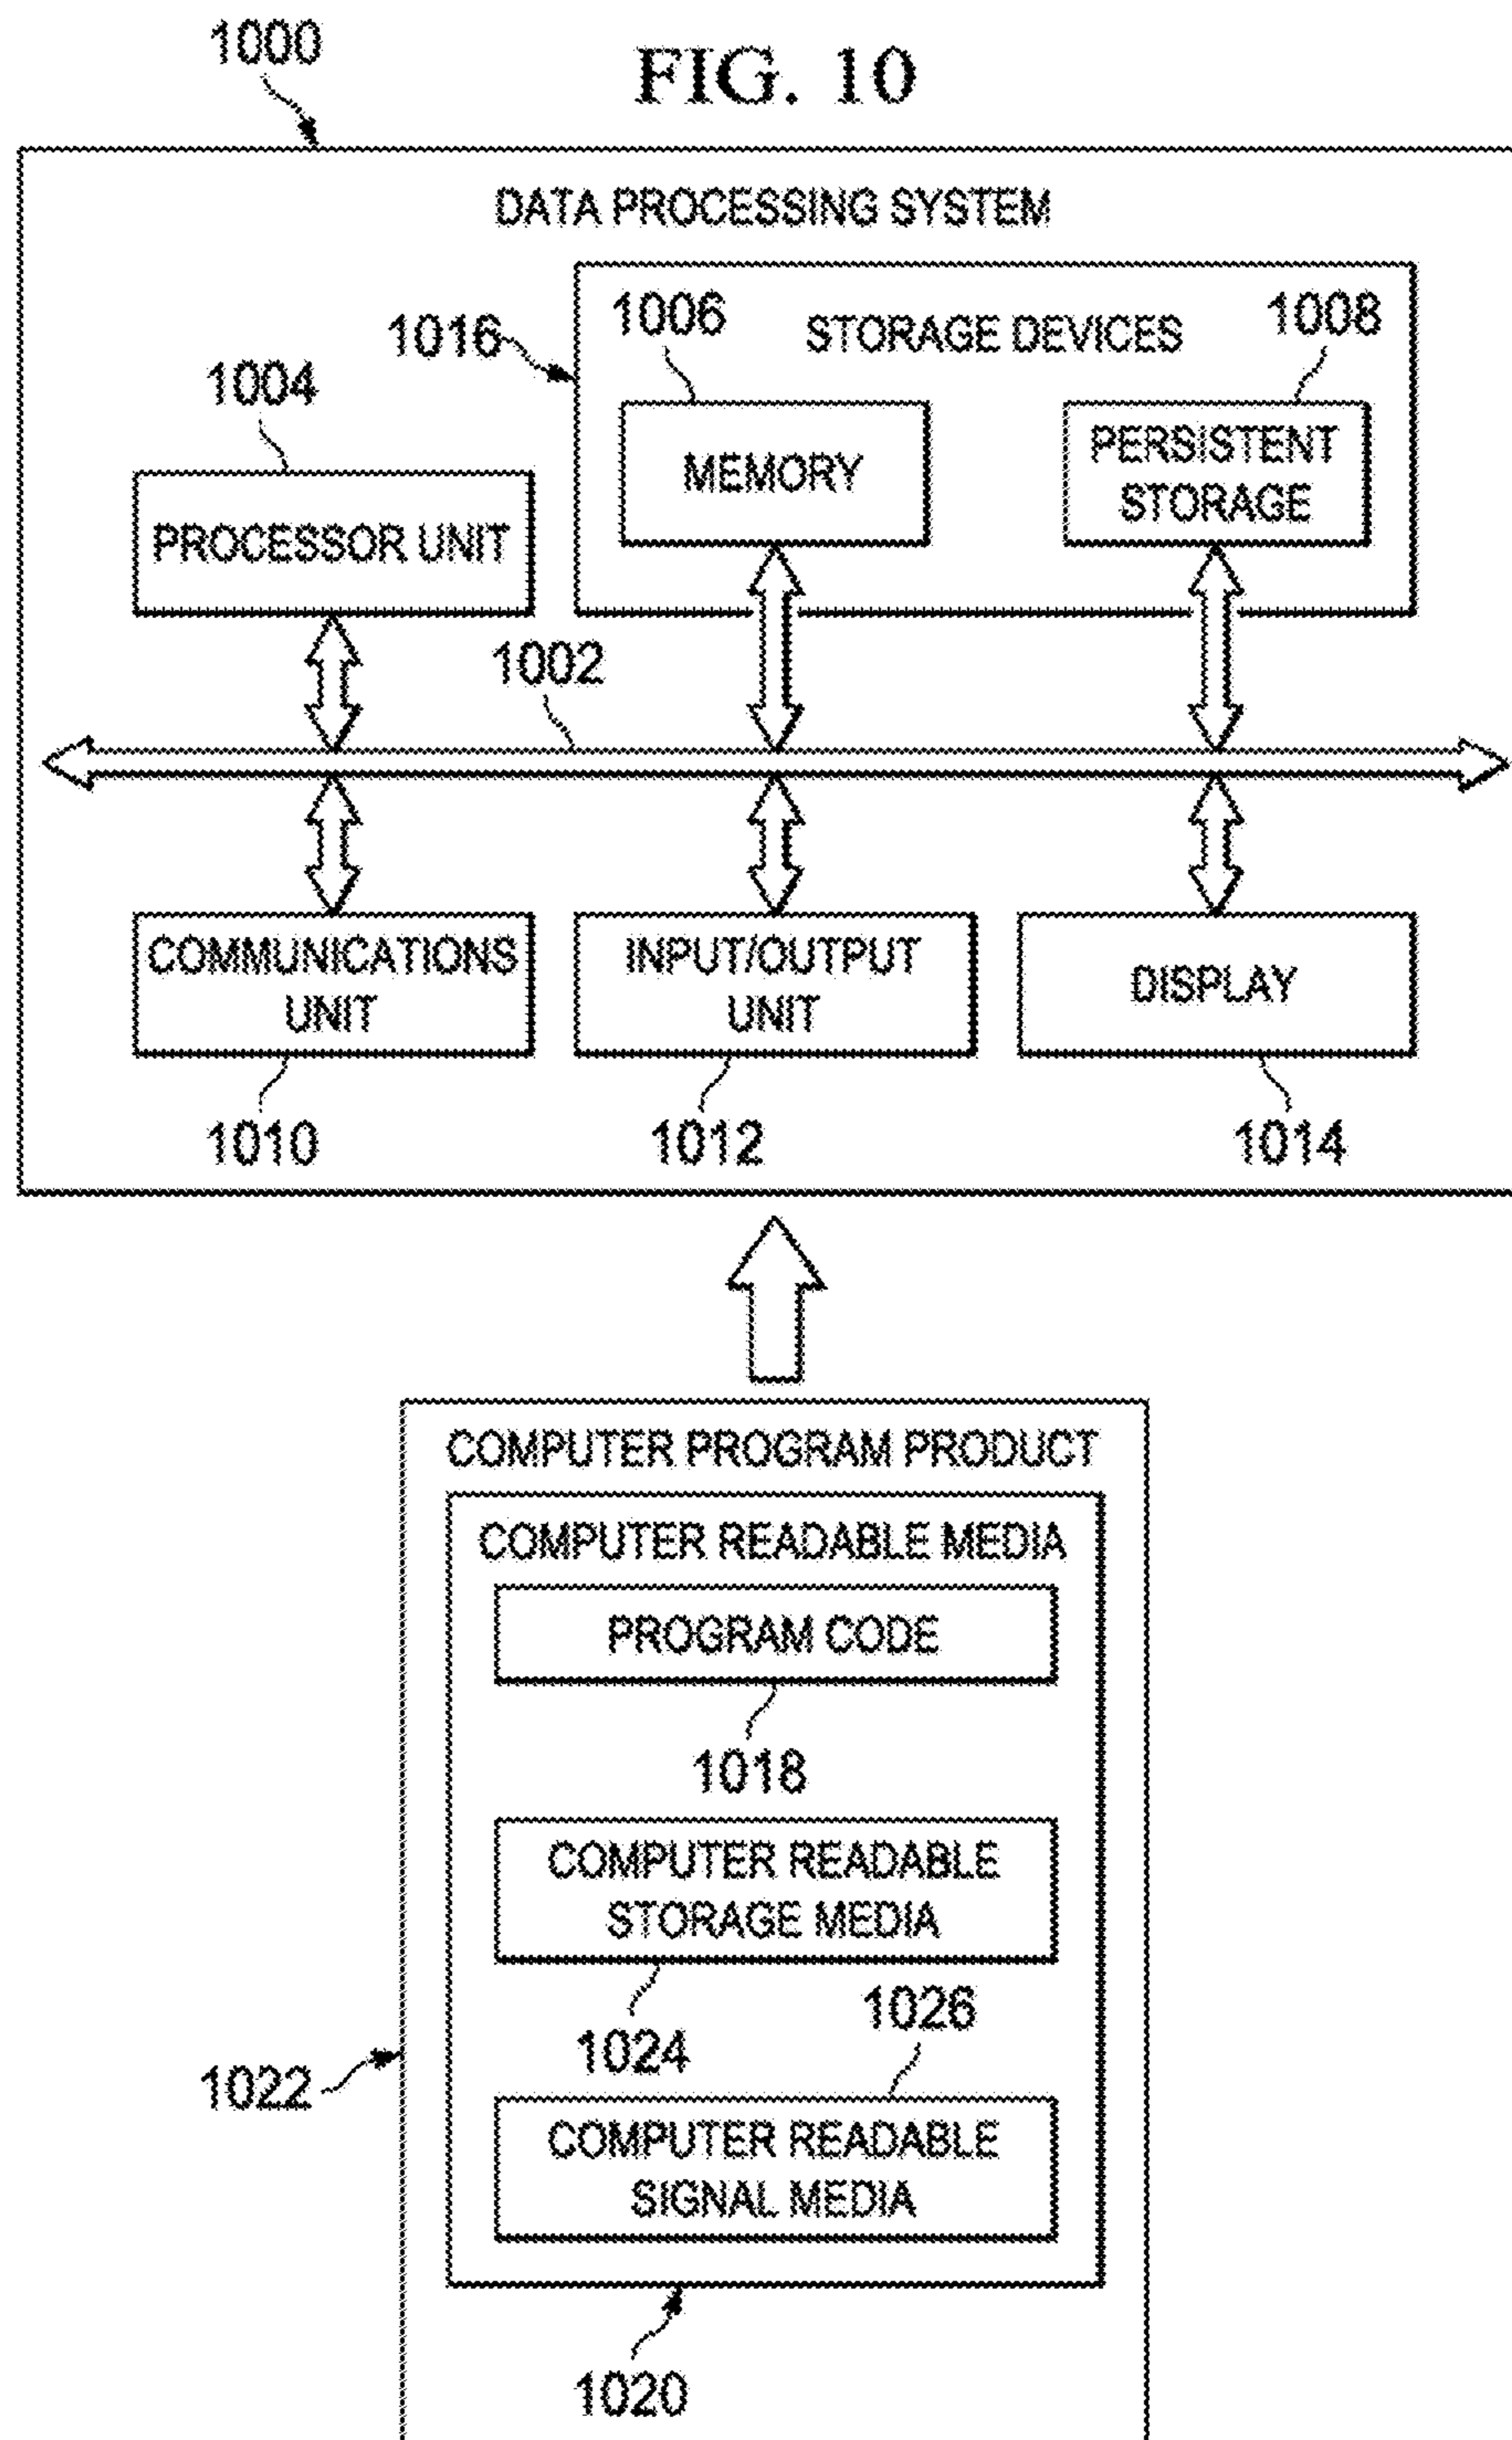 1000
FIG. 10
DATA PROCESSING SYSTEM
1016
1006
STORAGE DEVICES
1008
1004
MEMORY
PERSISTENT
STORAGE
PROCESSOR UNIT
1002
COMMUNICATIONS
UNIT
INPUT/OUTPUT
UNIT
DISPLAY
1010
1012
1014
COMPUTER PROGRAM PRODUCT
COMPUTER READABLE MEDIA
PROGRAM CODE
1018
COMPUTER READABLE
STORAGE MEDIA
1024
1026
1022
COMPUTER READABLE
SIGNAL MEDIA
1020